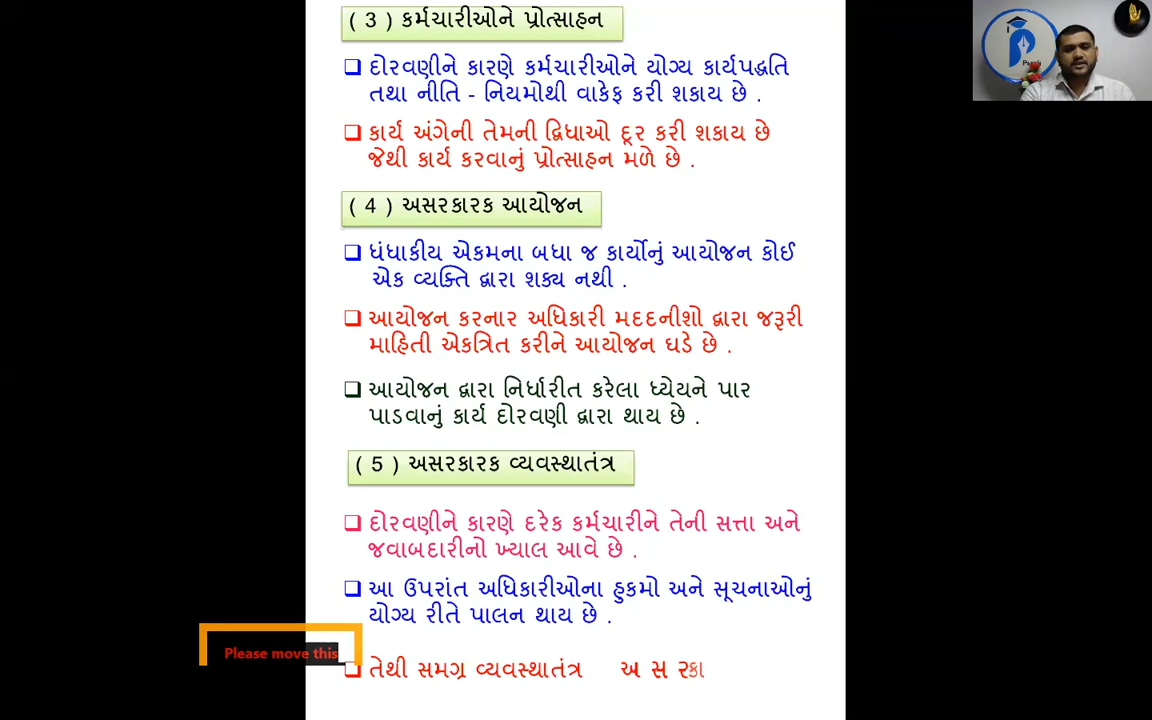 ( 3 ) કર્મચારીઓને પ્રોત્સાહન
દોરવણીને કારણે કર્મચારીઓને યોગ્ય કાર્યપદ્ધતિ
તથા નીતિ - નિયમોથી વાકેફ કરી શકાય છે .
કાર્ય અંગેની તેમની દ્વિધાઓ દૂર કરી શકાય છે
જેથી કાર્ય કરવાનું પ્રોત્સાહન મળે છે .
( 4 ) અસરકારક આયોજન
ધંધાકીય એકમના બધા જ કાર્યોનું આયોજન કોઈ
એક વ્યક્તિ દ્વારા શક્ય નથી .
આયોજન કરનાર અધિકારી મદદનીશો દ્વારા જરૂરી
માહિતી એકત્રિત કરીને આયોજન ઘડે છે .
આયોજન દ્વારા નિર્ધારીત કરેલા ધ્યેયને પાર
પાડવાનું કાર્ય દોરવણી દ્વારા થાય છે .
( 5 ) અસરકારક વ્યવસ્થાતંત્ર
દોરવણીને કારણે દરેક કર્મચારીને તેની સત્તા અને
જવાબદારીનો ખ્યાલ આવે છે .
આ ઉપરાંત અધિકારીઓના હુકમો અને સૂચનાઓનું
યોગ્ય રીતે પાલન થાય છે .
Please move this
તેથી સમગ્ર વ્યવસ્થાતંત્ર અ સ રકા